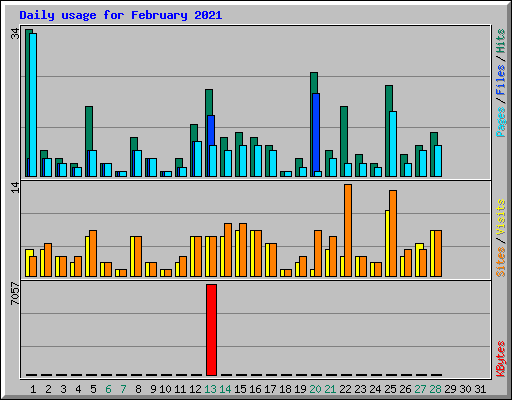 Daily usage for February 2021
34
Pages / Files / Hits
14
Sites / Visits
7057
KBytes
1 2 3 4 5 6 7 8 9 10 11 12 13 14 15 16 17 18 19 20 21 22 23 24 25 26 27 28 29 30 31